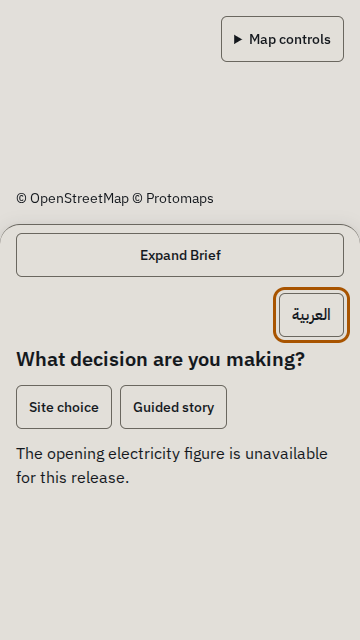 ▶ Map controls
© OpenStreetMap © Protomaps
Expand Brief
العربية
What decision are you making?
Site choice
Guided story
The opening electricity figure is unavailable
for this release.